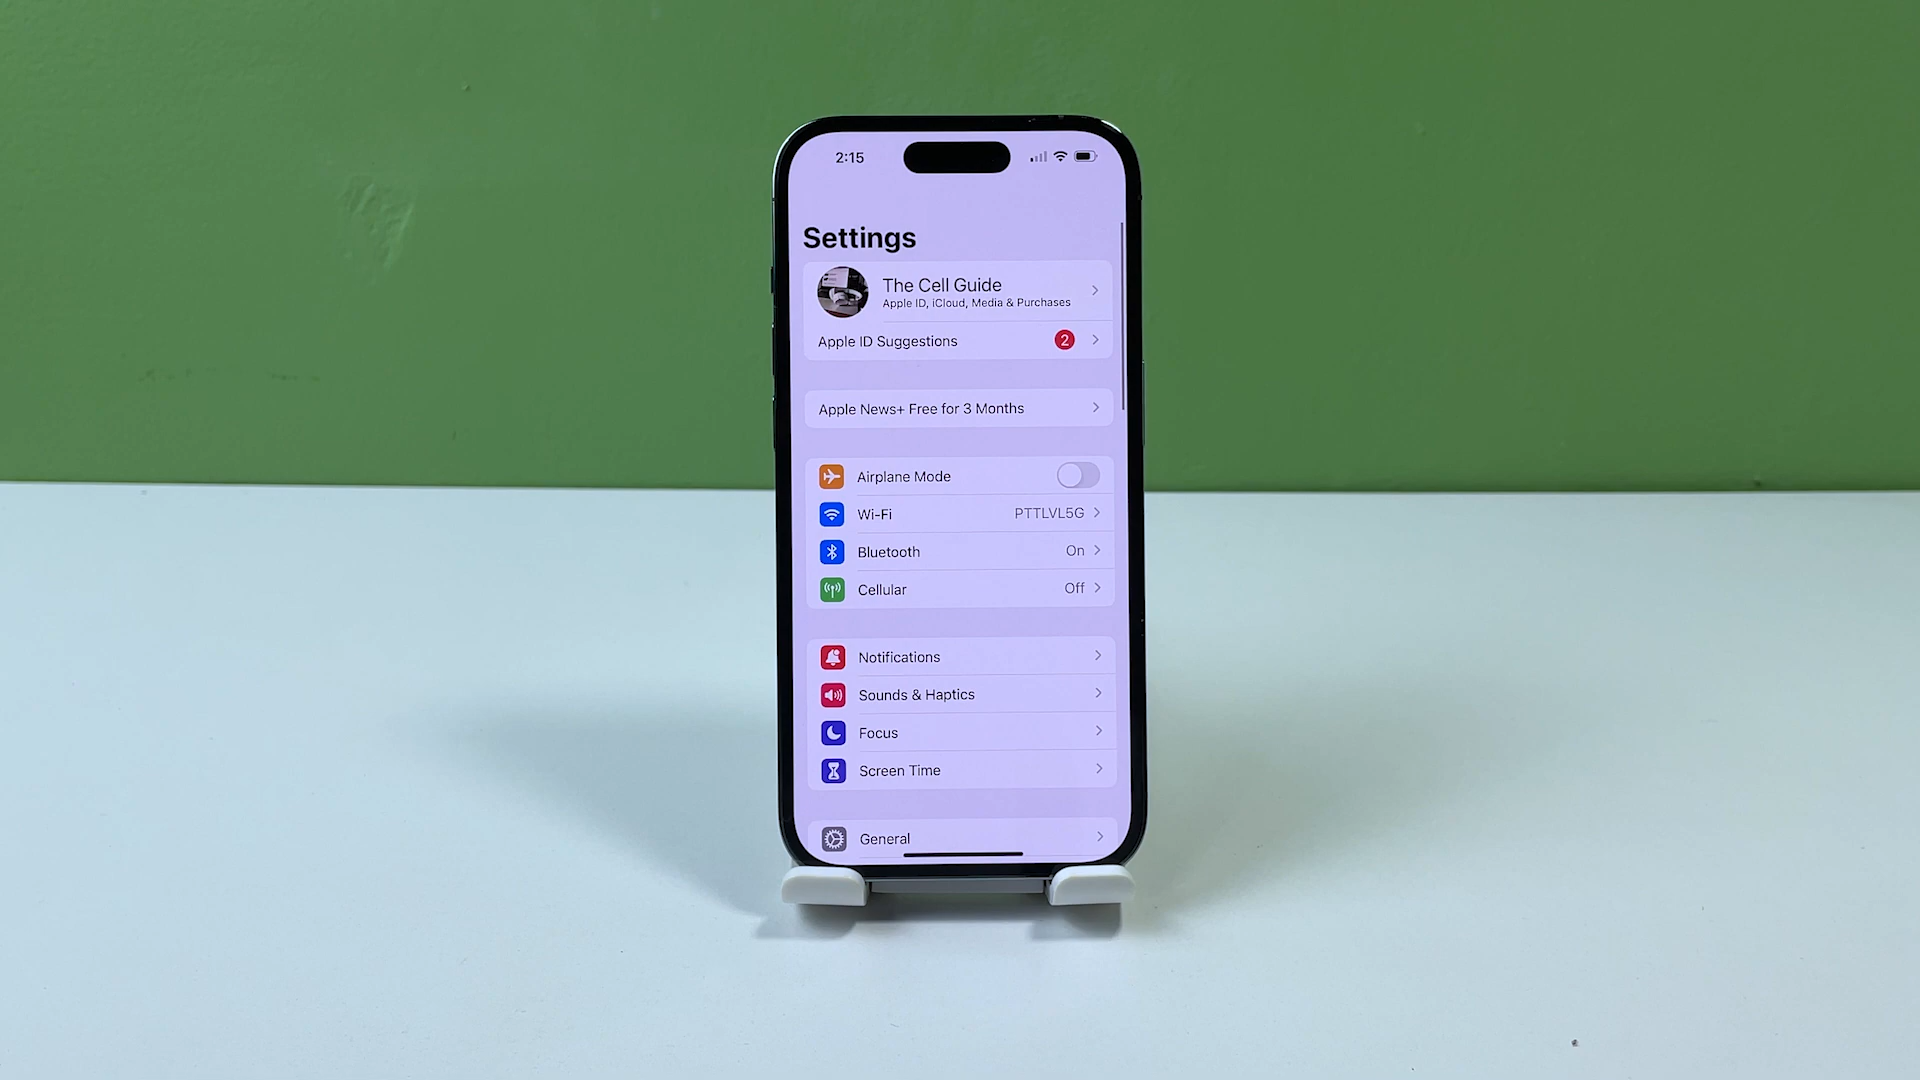 2:15
Settings
The Cell Guide
Apple ID, iCloud, Media & Purchases
Apple ID Suggestions 2
Apple News+ Free for 3 Months
Airplane Mode
Wi-Fi PTTLVL5G
Bluetooth On
Cellular Off
Notifications
Sounds & Haptics
Focus
Screen Time
General